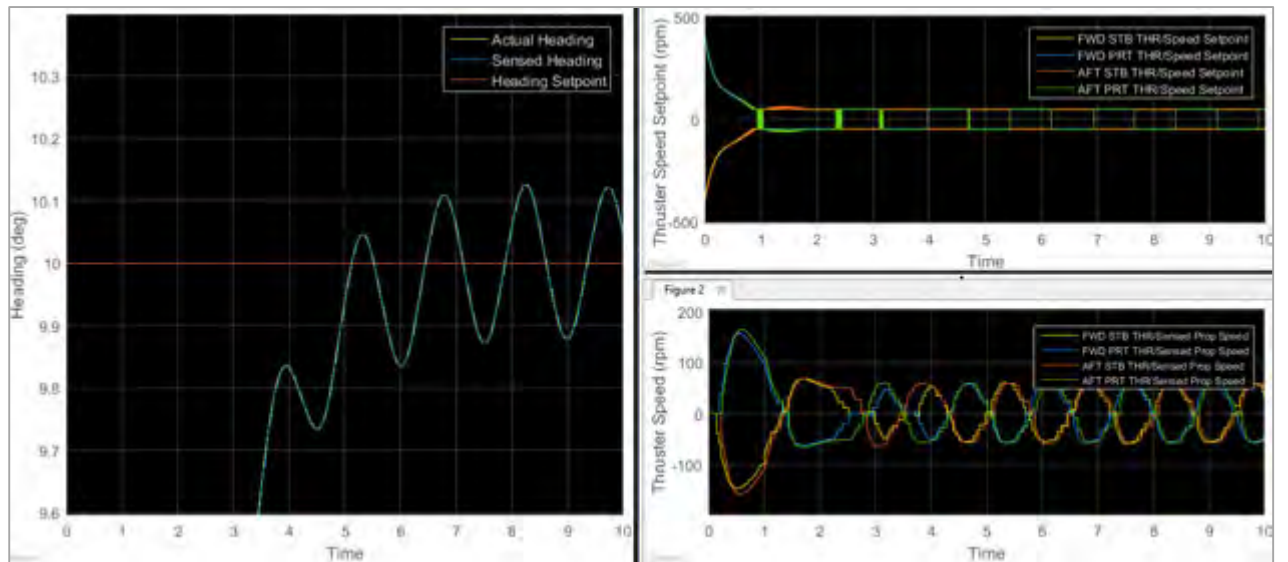 Actual Heading
Sensed Heading
Heading Setpoint
10.3
10.2
10.1
10
9.9
9.8
9.7
9.6
Heading (deg)
0 1 2 3 4 5 6 7 8 9 10
Time
500
0
-500
Thruster Speed Setpoint (rpm)
FWD STB THR/Speed Setpoint
FWD PRT THR/Speed Setpoint
AFT STB THR/Speed Setpoint
AFT PRT THR/Speed Setpoint
0 1 2 3 4 5 6 7 8 9 10
Time
Figure 2
200
100
0
-100
Thruster Speed (rpm)
FWD STB THR/Sensed Prop Speed
FWD PRT THR/Sensed Prop Speed
AFT STB THR/Sensed Prop Speed
AFT PRT THR/Sensed Prop Speed
0 1 2 3 4 5 6 7 8 9 10
Time